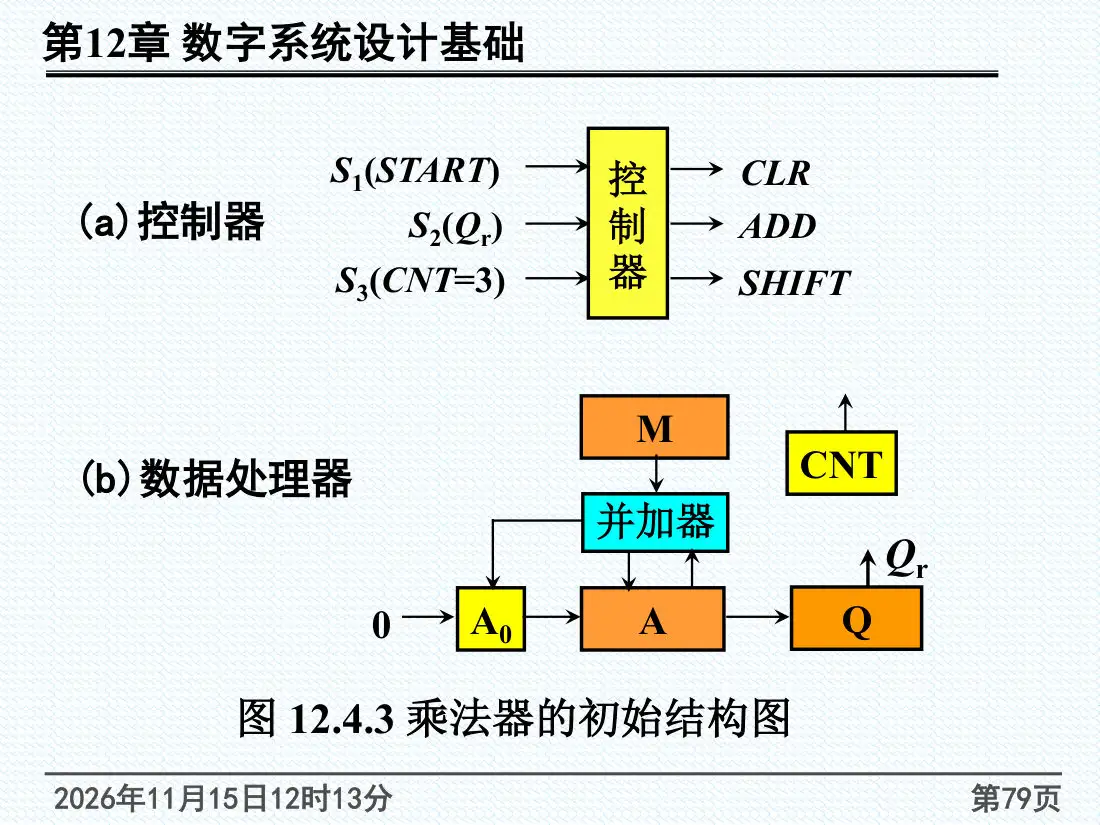 第12章 数字系统设计基础
(a)控制器
S1(START)
S2(Qr)
S3(CNT=3)
控
制
器
CLR
ADD
SHIFT
(b)数据处理器
M
CNT
并加器
Qr
0
A0
A
Q
图 12.4.3 乘法器的初始结构图
2026年11月15日12时13分
第79页